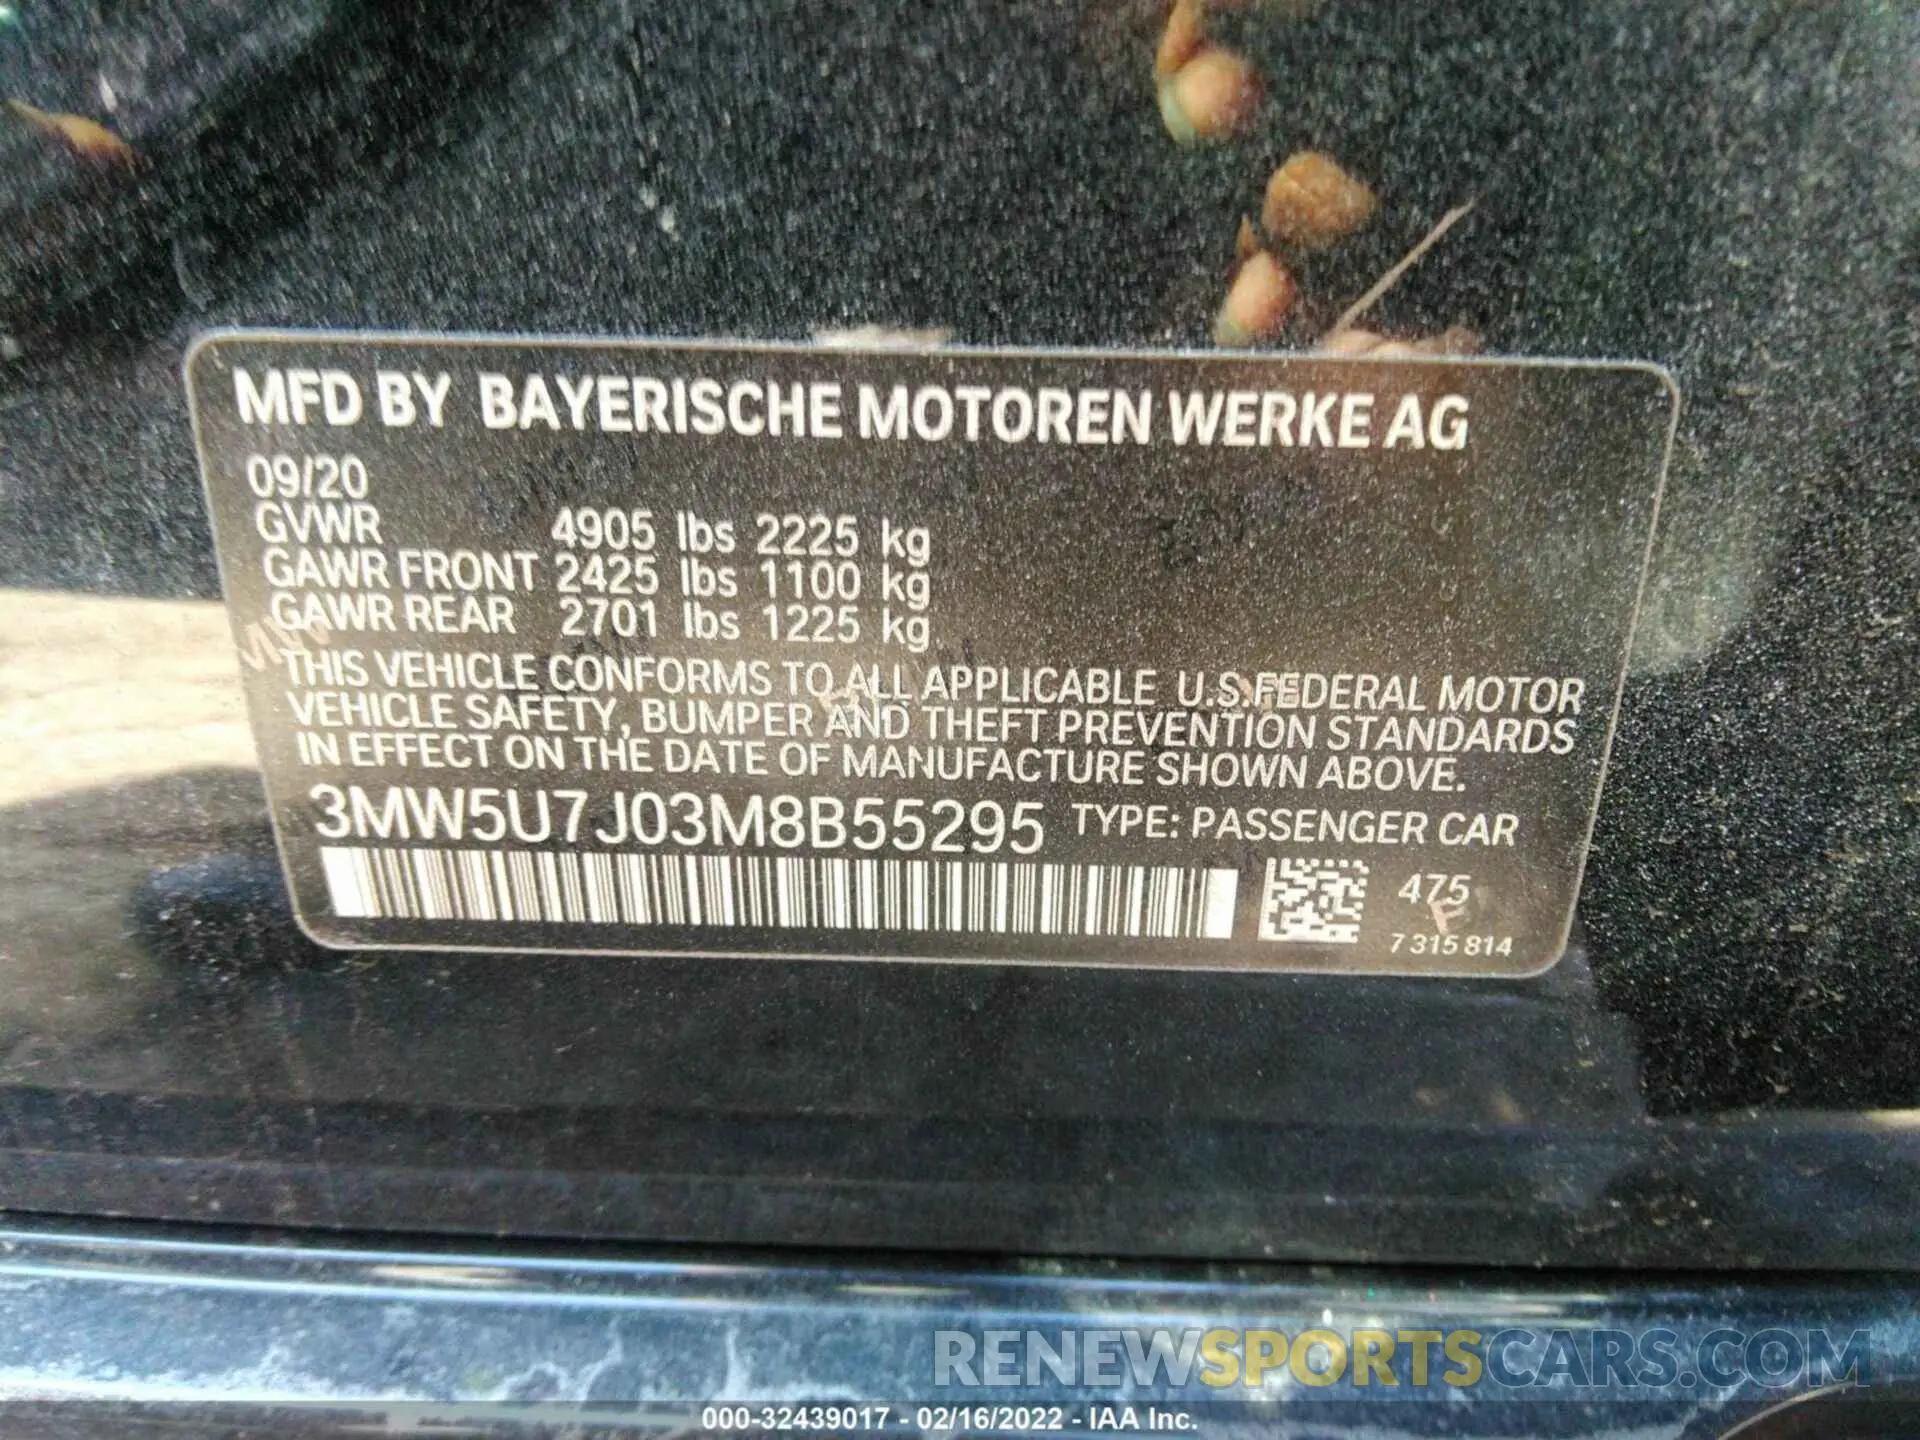 MFD BY BAYERISCHE MOTOREN WERKE AG
09/20
GVWR 4905 lbs 2225 kg
GAWR FRONT 2425 lbs 1100 kg
GAWR REAR 2701 lbs 1225 kg
THIS VEHICLE CONFORMS TO ALL APPLICABLE U.S.FEDERAL MOTOR
VEHICLE SAFETY, BUMPER AND THEFT PREVENTION STANDARDS
IN EFFECT ON THE DATE OF MANUFACTURE SHOWN ABOVE.
3MW5U7J03M8B55295 TYPE: PASSENGER CAR
475
7 315 814
RENEWSPORTSCARS.COM
000-32439017 - 02/16/2022 - IAA Inc.